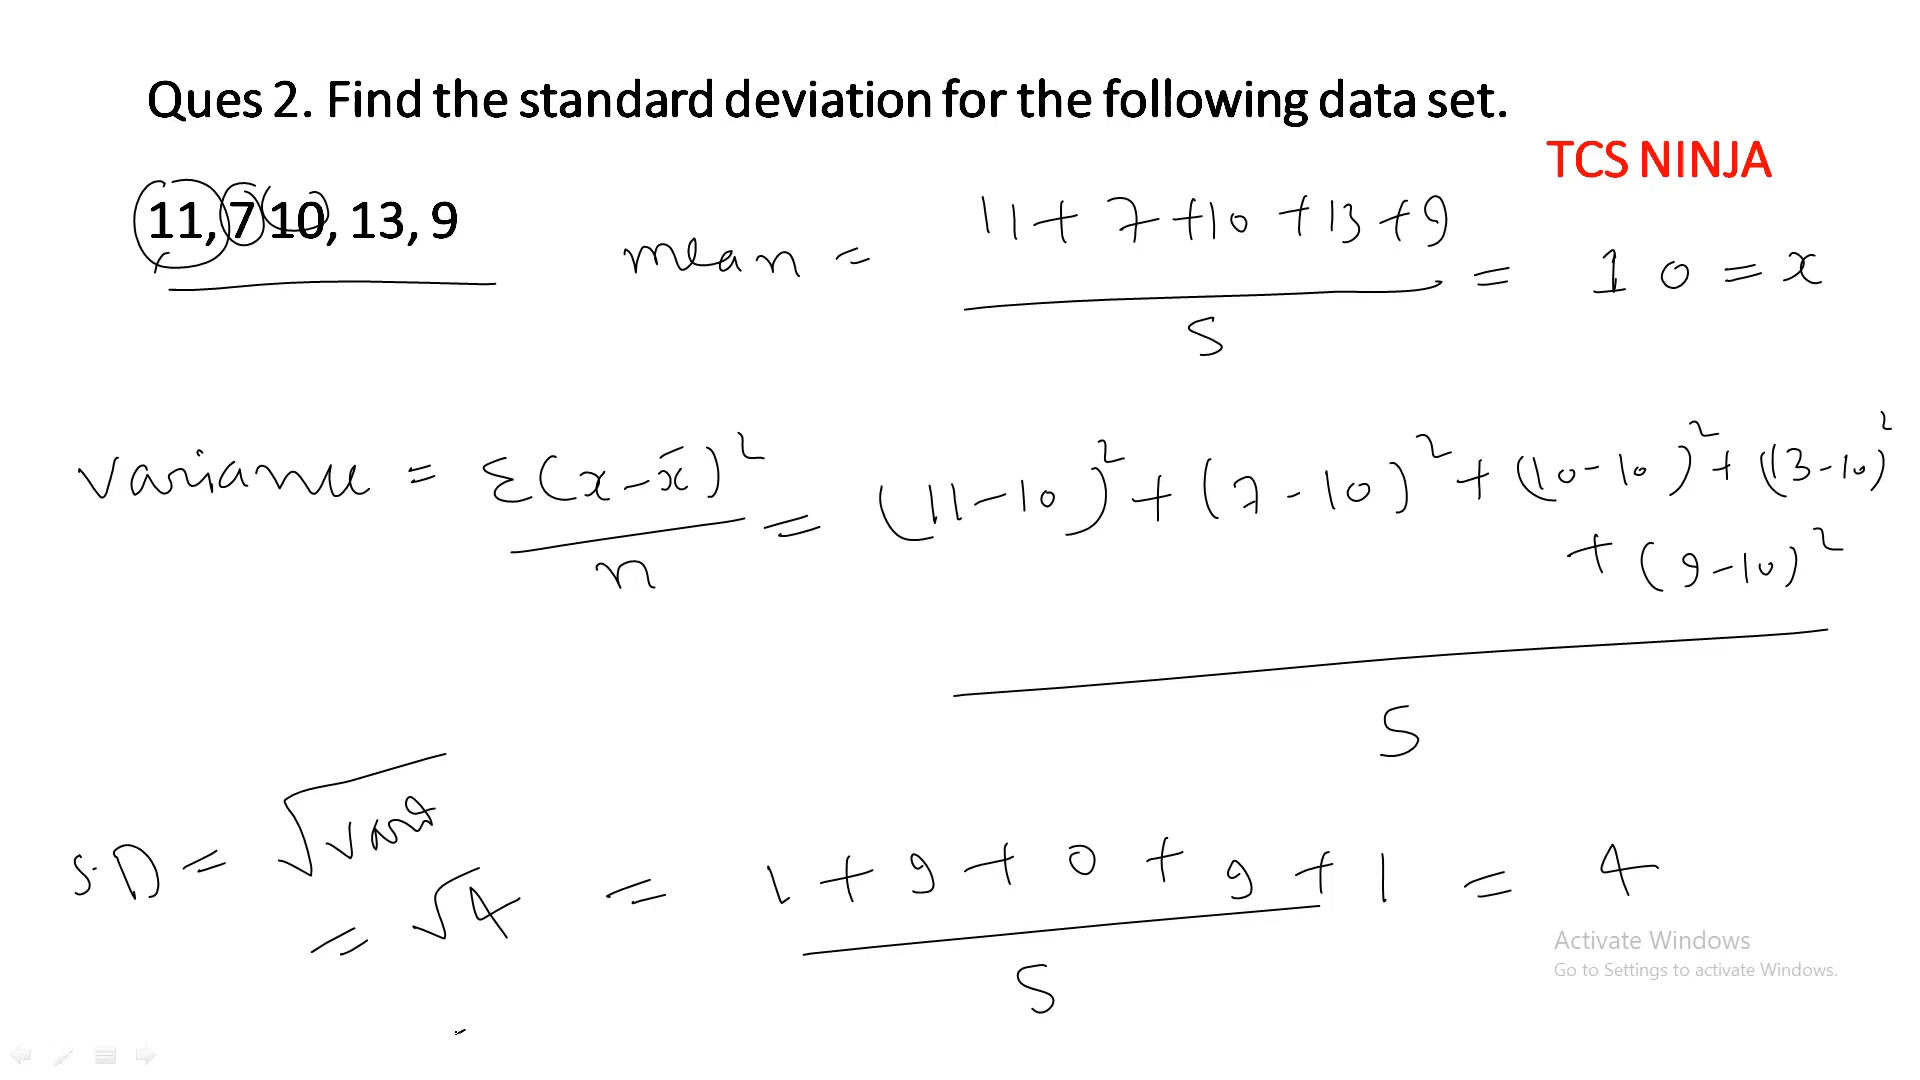 Ques 2. Find the standard deviation for the following data set.
TCS NINJA
11, 7 10, 13, 9
mean = 11 + 7 + 10 + 13 + 9 / 5 = 10 = x
variance = Σ(x - x̄)² / n = (11-10)² + (7-10)² + (10-10)² + (13-10)²
+ (9-10)²
5
S.D = √
= √4 = 1 + 9 + 0 + 9 + 1 / 5 = 4
Activate Windows
Go to Settings to activate Windows.